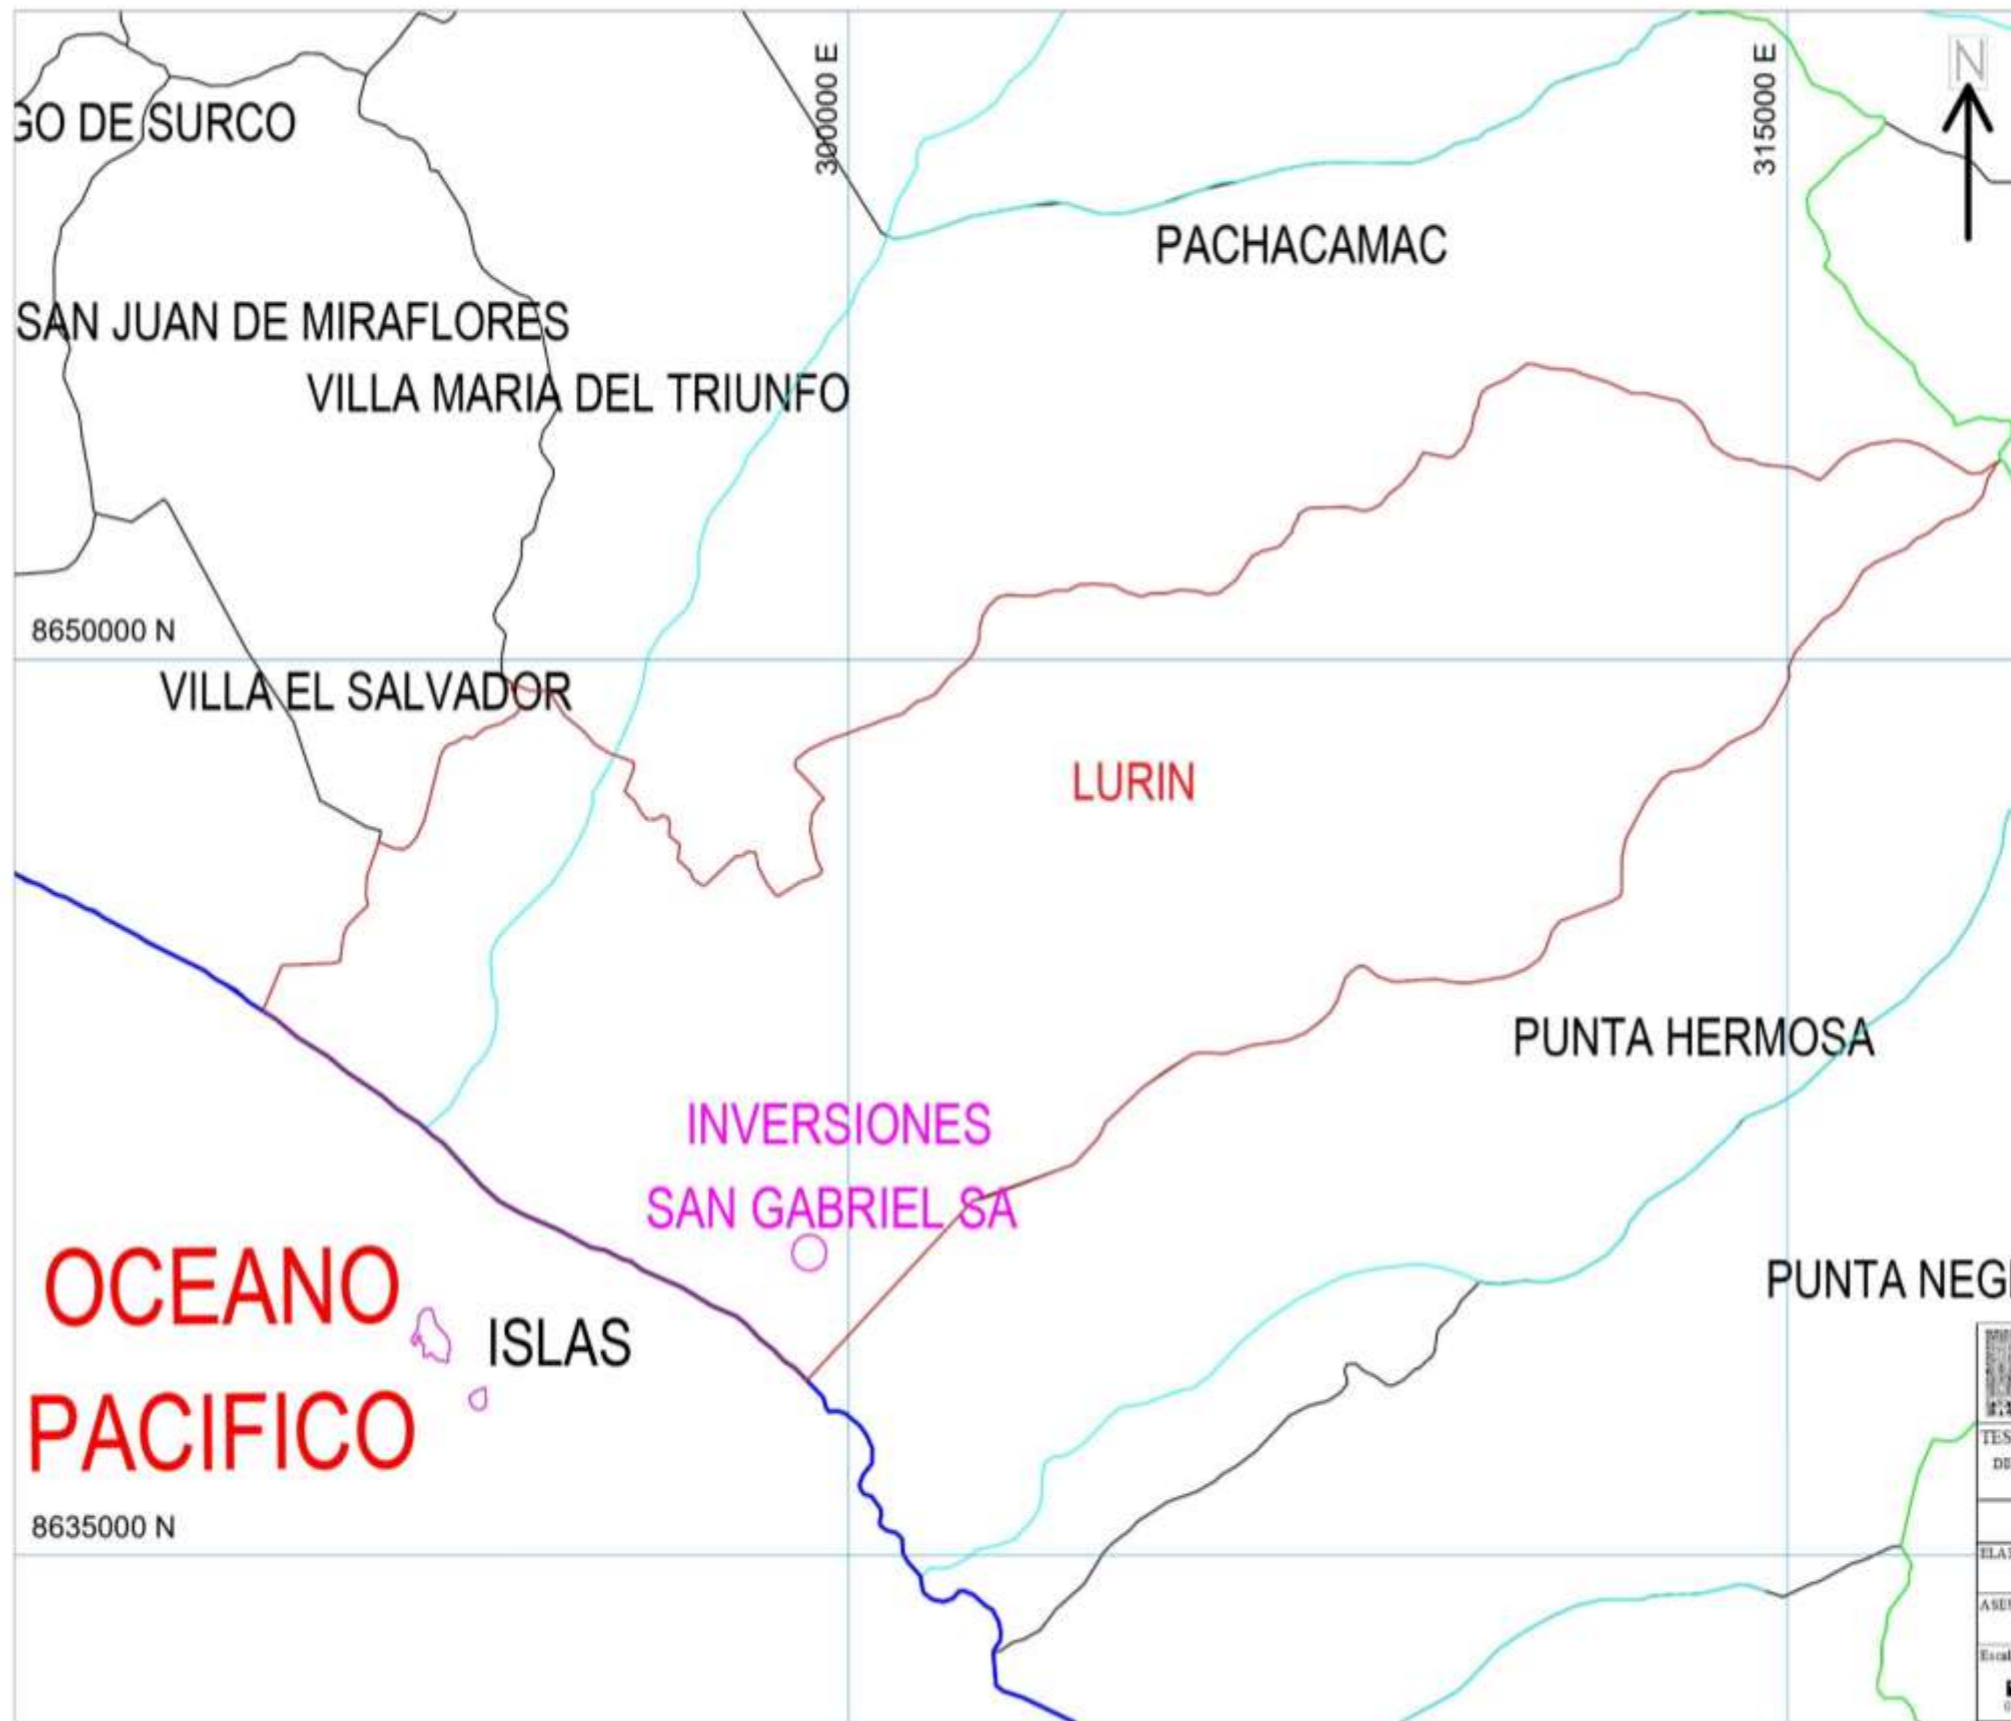 300000 E
315000 E
N
GO DE SURCO
PACHACAMAC
SAN JUAN DE MIRAFLORES
VILLA MARIA DEL TRIUNFO
8650000 N
VILLA EL SALVADOR
LURIN
PUNTA HERMOSA
INVERSIONES
SAN GABRIEL SA
OCEANO
PACIFICO
ISLAS
PUNTA NEG
8635000 N
TES